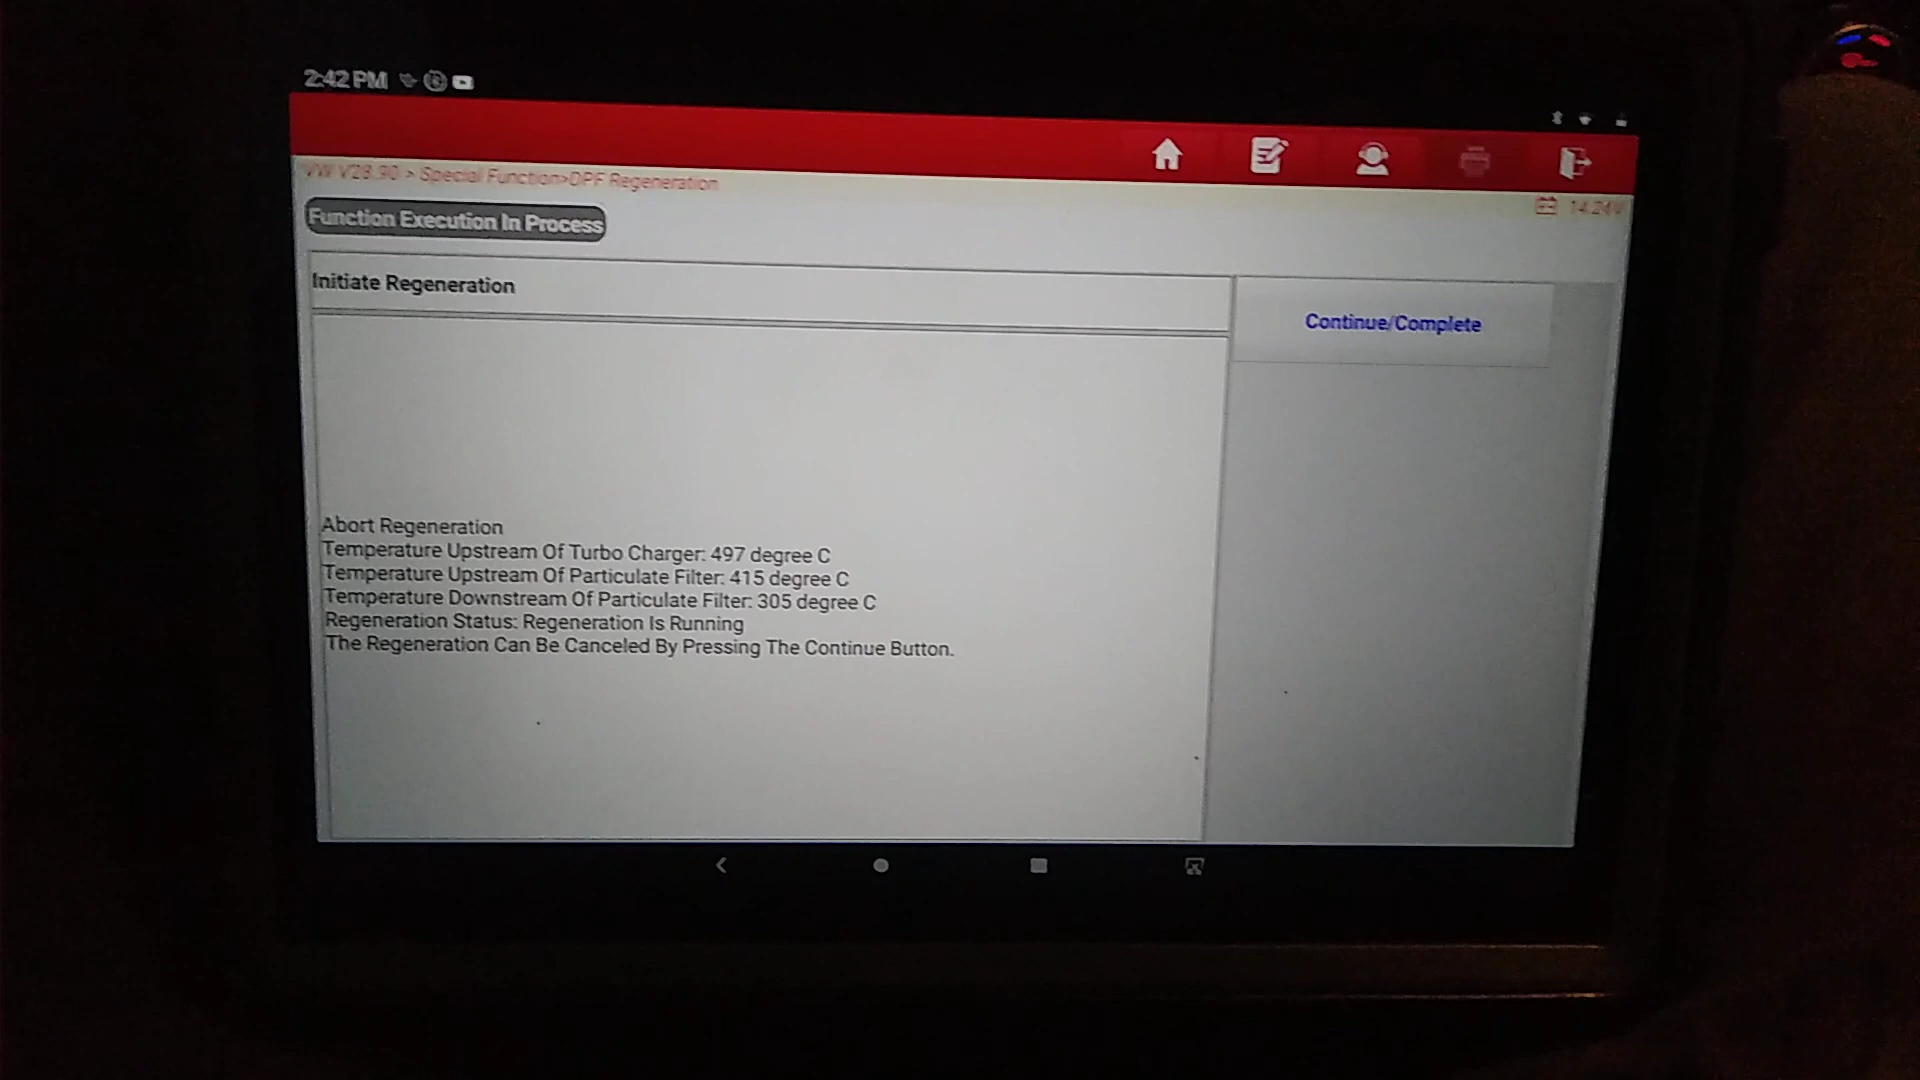 2:42 PM
VW V28.90 > Special Function>DPF Regeneration
14.24V
Function Execution In Process
Initiate Regeneration
Continue/Complete
Abort Regeneration
Temperature Upstream Of Turbo Charger: 497 degree C
Temperature Upstream Of Particulate Filter: 415 degree C
Temperature Downstream Of Particulate Filter: 305 degree C
Regeneration Status: Regeneration Is Running
The Regeneration Can Be Canceled By Pressing The Continue Button.